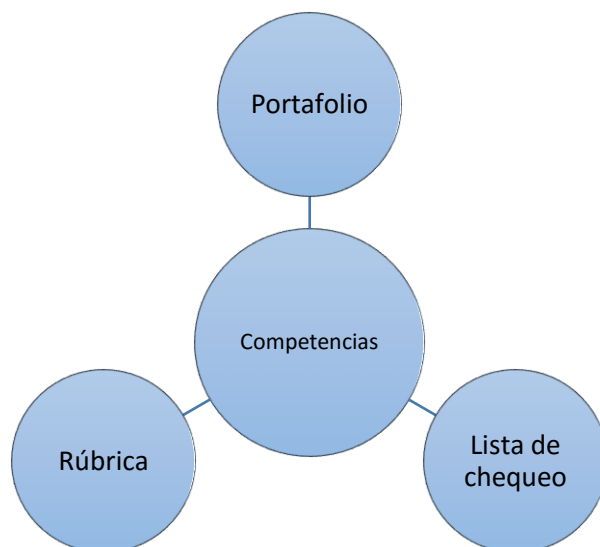 Portafolio
Competencias
Rúbrica
Lista de
chequeo